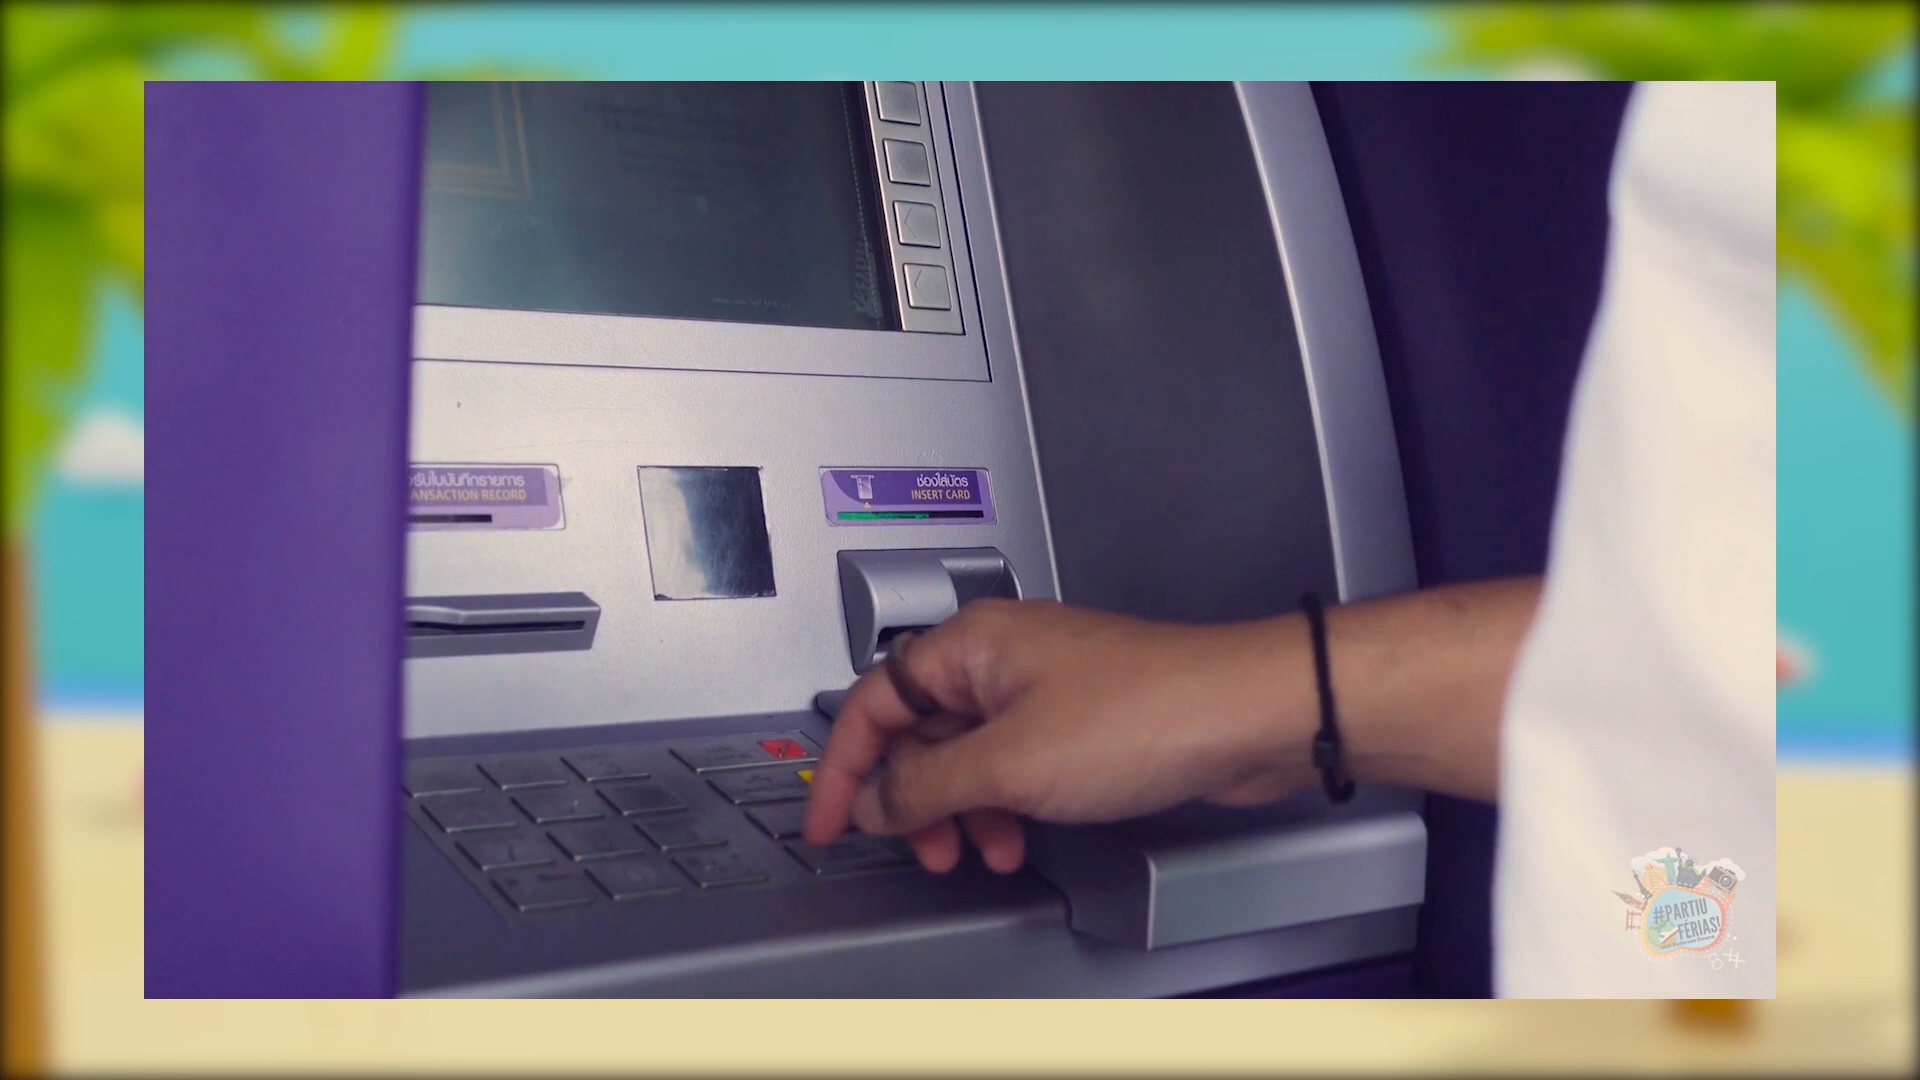 รับใบบันทึกรายการ
ANSACTION RECORD
ช่องใส่บัตร
INSERT CARD
#PARTIU
FÉRIAS!